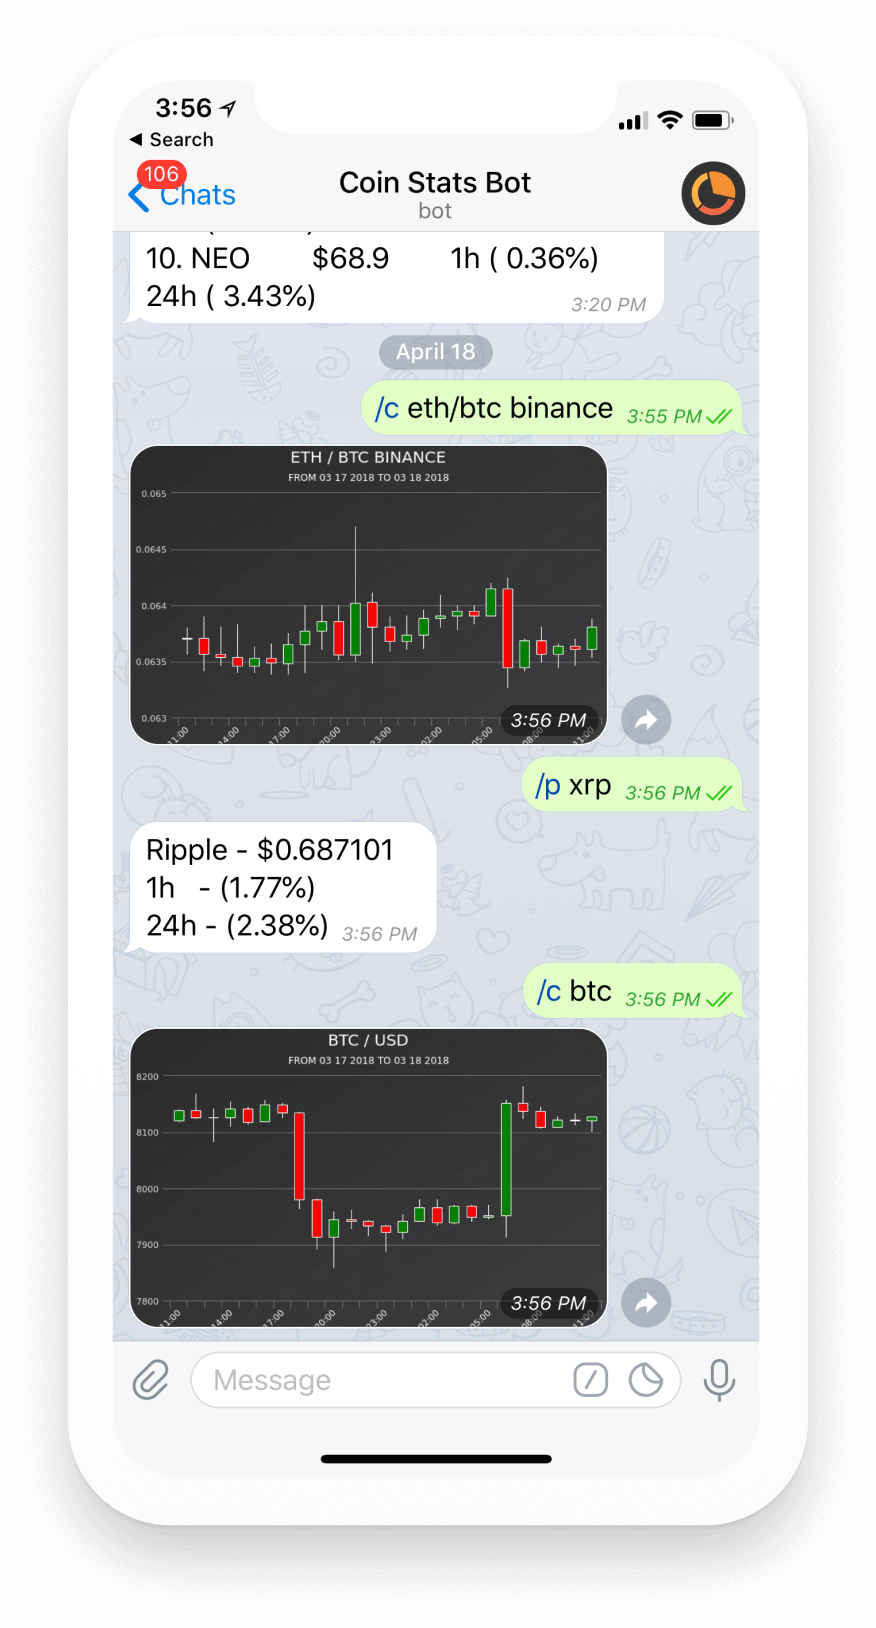 3:56
Search
106
Chats
Coin Stats Bot
bot
10. NEO $68.9 1h ( 0.36%)
24h ( 3.43%)
3:20 PM
April 18
/c eth/btc binance 3:55 PM
ETH / BTC BINANCE
FROM 03 17 2018 TO 03 18 2018
0.065
0.0645
0.064
0.0635
0.063
11:00 14:00 17:00 20:00 23:00 02:00 05:00 08:00 11:00
3:56 PM
/p xrp 3:56 PM
Ripple - $0.687101
1h - (1.77%)
24h - (2.38%) 3:56 PM
/c btc 3:56 PM
BTC / USD
FROM 03 17 2018 TO 03 18 2018
8200
8100
8000
7900
7800
11:00 14:00 17:00 20:00 23:00 02:00 05:00 08:00 11:00
3:56 PM
Message